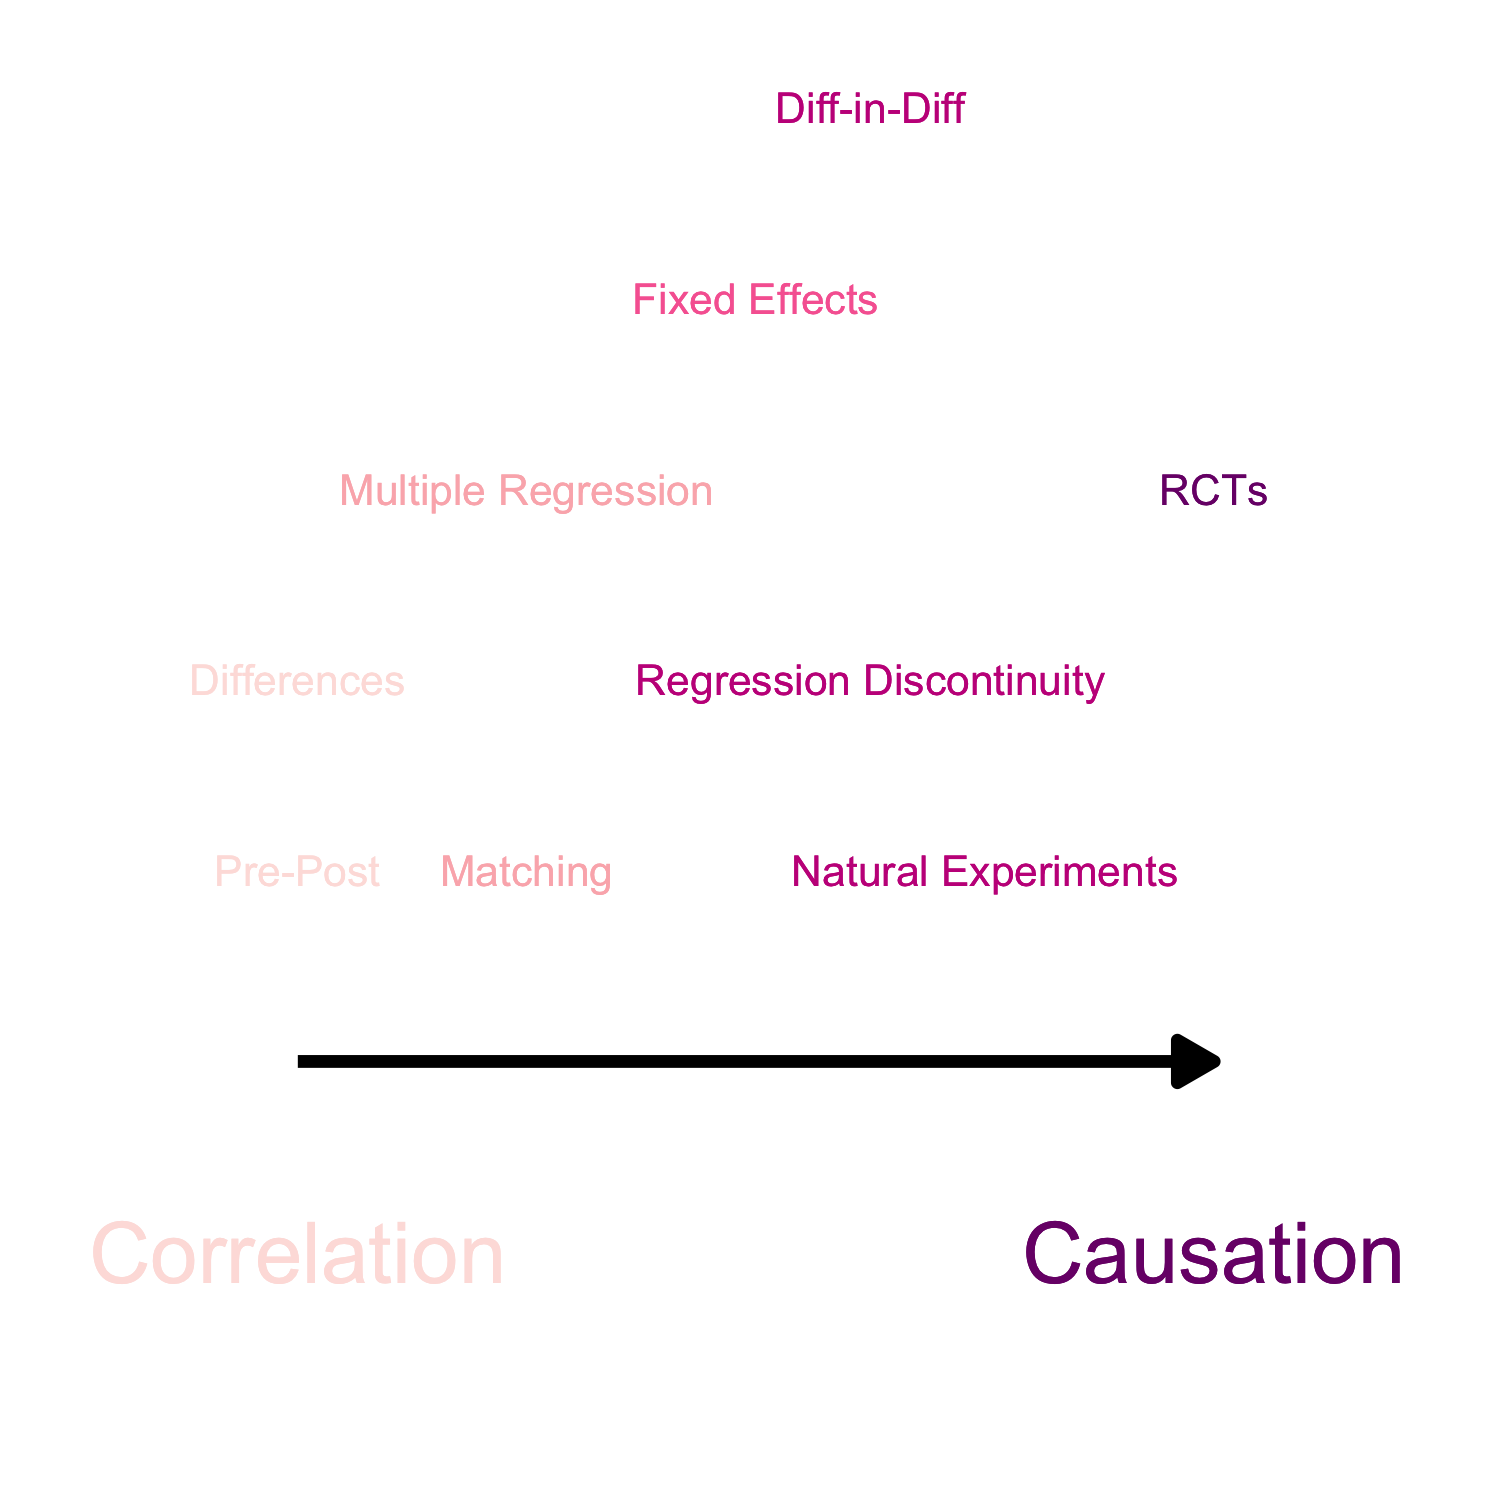 Diff-in-Diff
Fixed Effects
Multiple Regression
RCTs
Differences
Regression Discontinuity
Pre-Post
Matching
Natural Experiments
Correlation
Causation